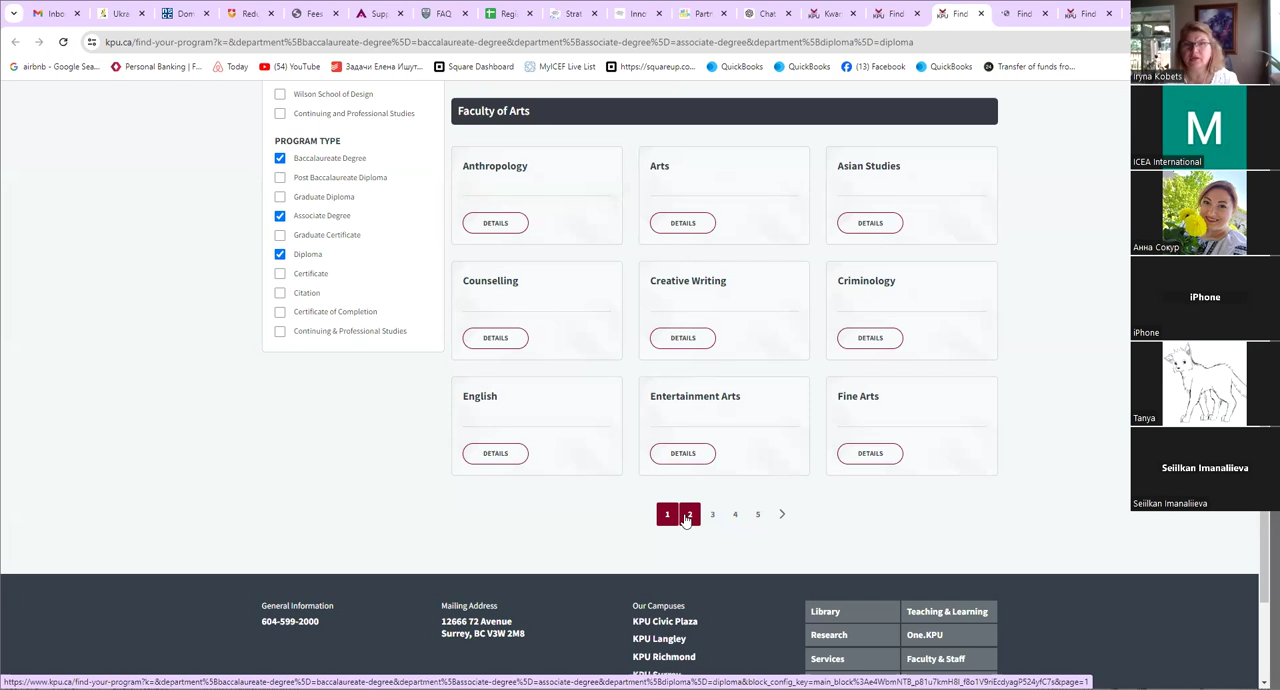 Inbo
Ukra
Don
Redu
Fees
Supp
FAQ
Regi
Strat
Inno
Part
Chat
Kwa
Find
Find
Find
Find
kpu.ca/find-your-program?k=&department%5Bbaccalaureate-degree%5D=baccalaureate-degree&department%5Bassociate-degree%5D=associate-degree&department%5Bdiploma%5D=diploma
airbnb - Google Sea...
Personal Banking | F...
Today
(54) YouTube
Задачи Елена Ишут...
Square Dashboard
MyICEF Live List
https://squareup.co...
QuickBooks
QuickBooks
(13) Facebook
QuickBooks
Transfer of funds fro...
Wilson School of Design
Continuing and Professional Studies
PROGRAM TYPE
Baccalaureate Degree
Post Baccalaureate Diploma
Graduate Diploma
Associate Degree
Graduate Certificate
Diploma
Certificate
Citation
Certificate of Completion
Continuing & Professional Studies
Faculty of Arts
Anthropology
DETAILS
Arts
DETAILS
Asian Studies
DETAILS
Counselling
DETAILS
Creative Writing
DETAILS
Criminology
DETAILS
English
DETAILS
Entertainment Arts
DETAILS
Fine Arts
DETAILS
1 2 3 4 5
General Information
604-599-2000
Mailing Address
12666 72 Avenue
Surrey, BC V3W 2M8
Our Campuses
KPU Civic Plaza
KPU Langley
KPU Richmond
Library
Teaching & Learning
Research
One.KPU
Services
Faculty & Staff
Iryna Kobets
M
ICEA International
Анна Сокур
iPhone
iPhone
Tanya
Seiilkan Imanaliieva
Seiilkan Imanaliieva